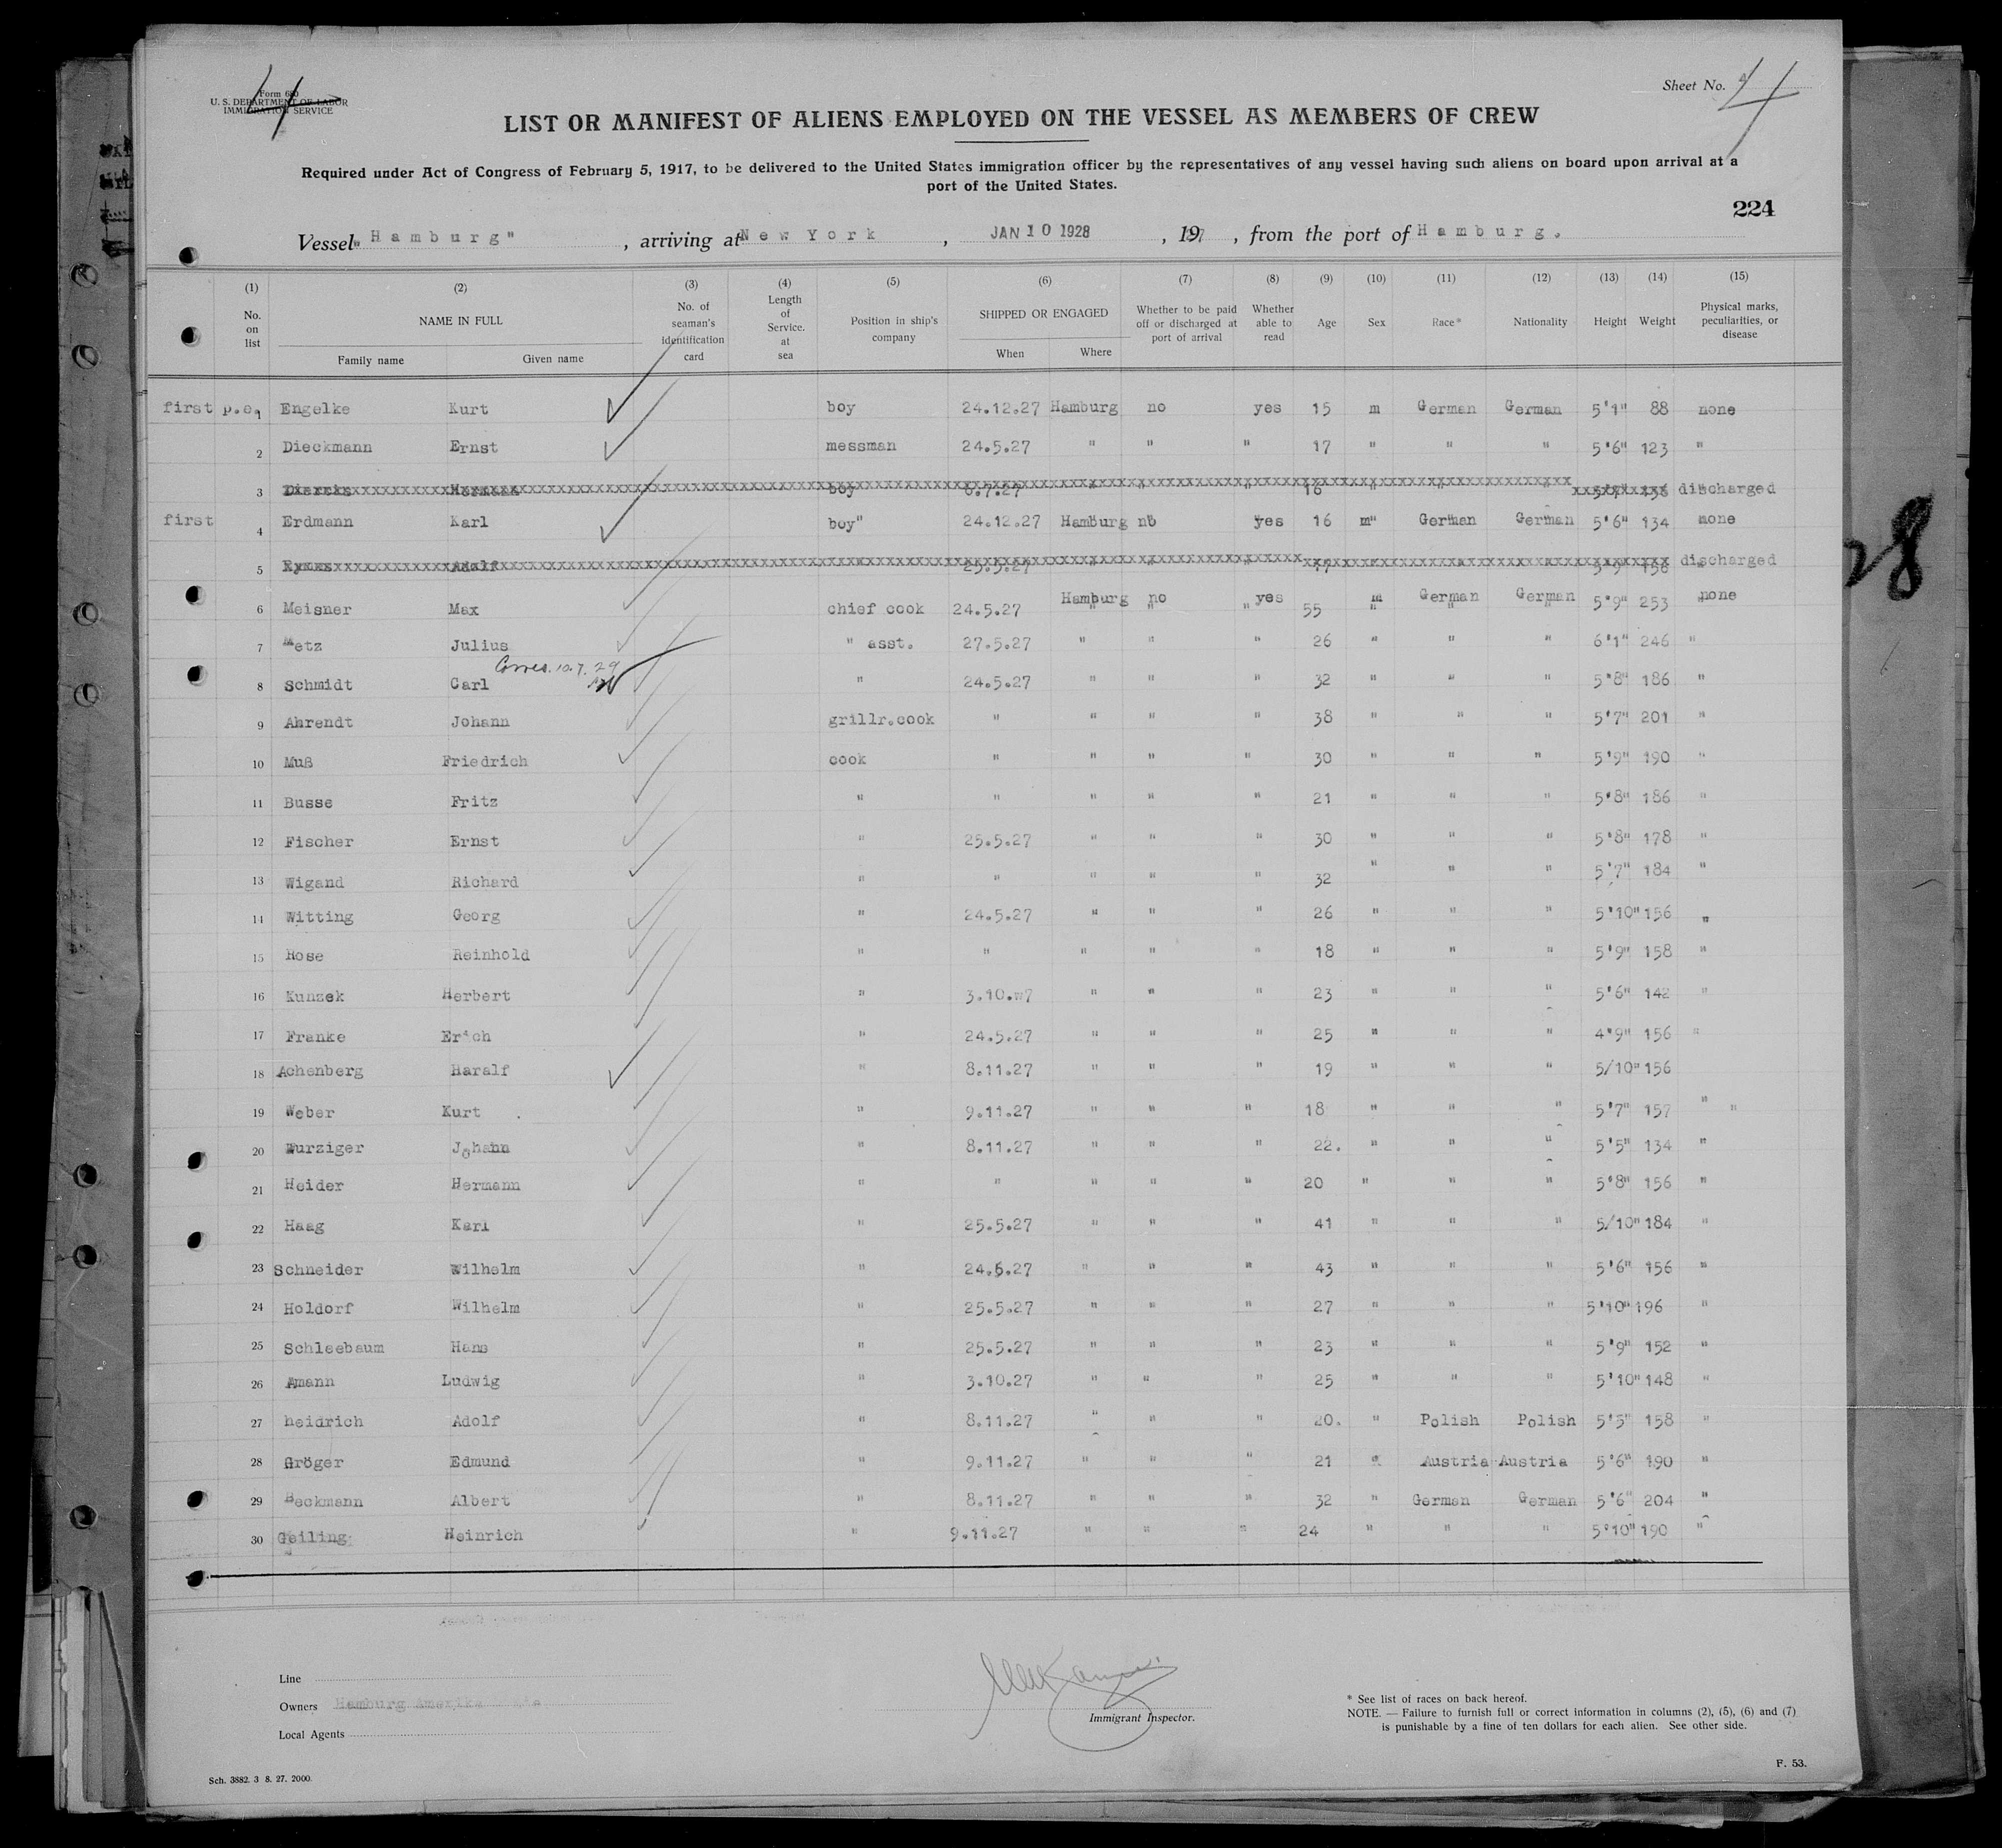 Form 680
U. S. DEPARTMENT OF LABOR
IMMIGRATION SERVICE
4
Sheet No. 4
LIST OR MANIFEST OF ALIENS EMPLOYED ON THE VESSEL AS MEMBERS OF CREW
Required under Act of Congress of February 5, 1917, to be delivered to the United States immigration officer by the representatives of any vessel having such aliens on board upon arrival at a
port of the United States.
224
Vessel "Hamburg" , arriving at New York , JAN 10 1928 , 1927 , from the port of Hamburg.
(1) (2) (3) (4) (5) (6) (7) (8) (9) (10) (11) (12) (13) (14) (15)
No. on list NAME IN FULL Family name Given name No. of seaman's identification card Length of Service. at sea Position in ship's company SHIPPED OR ENGAGED When Where Whether to be paid off or discharged at port of arrival Whether able to read Age Sex Race* Nationality Height Weight Physical marks, peculiarities, or disease
first p.e. 1 Engelke Kurt boy 24.12.27 Hamburg no yes 15 m German German 5'1" 88 none
2 Dieckmann Ernst messman 24.5.27 " " " 17 " " " 5'6" 123 "
3 boy 6.7.27 16 discharged
first 4 Erdmann Karl boy" 24.12.27 Hamburg no yes 16 m" German German 5'6" 134 none
5 Adolf 25.5.27 17 discharged
6 Meisner Max chief cook 24.5.27 Hamburg no yes 55 m German German 5'9" 253 none
7 Metz Julius " asst. 27.5.27 " " " 26 " " " 6'1" 246 "
8 Schmidt Carl " 24.5.27 " " " 32 " " " 5'8" 186 "
9 Ahrendt Johann grillr.cook " " " " 38 " " " 5'7" 201 "
10 Muß Friedrich cook " " " " 30 " " " 5'9" 190 "
11 Busse Fritz " " " " " 21 " " " 5'8" 186 "
12 Fischer Ernst " 25.5.27 " " " 30 " " " 5'8" 178 "
13 Wigand Richard " " " " " 32 " " " 5'7" 184 "
14 Witting Georg " 24.5.27 " " " 26 " " " 5'10" 156 "
15 Hose Reinhold " " " " " 18 " " " 5'9" 158 "
16 Kunzek Herbert " 3.10.w7 " " " 23 " " " 5'6" 142 "
17 Franke Erich " 24.5.27 " " " 25 " " " 4'9" 156 "
18 Achenberg Haralf " 8.11.27 " " " 19 " " " 5/10" 156
19 Weber Kurt " 9.11.27 " " " 18 " " " 5'7" 157 " "
20 Wurziger Johann " 8.11.27 " " " 22. " " " 5'5" 134 "
21 Heider Hermann " " " " " 20 " " " 5'8" 156 "
22 Haag Karl " 25.5.27 " " " 41 " " " 5/10" 184 "
23 Schneider Wilhelm " 24.6.27 " " " 43 " " " 5'6" 156 "
24 Holdorf Wilhelm " 25.5.27 " " " 27 " " " 5'10" 196 "
25 Schleebaum Hans " 25.5.27 " " " 23 " " " 5'9" 152 "
26 Amann Ludwig " 3.10.27 " " " 25 " " " 5'10" 148 "
27 heidrich Adolf " 8.11.27 " " " 20. " Polish Polish 5'5" 158 "
28 Gröger Edmund " 9.11.27 " " " 21 " Austria Austria 5'6" 190 "
29 Beckmann Albert " 8.11.27 " " " 32 " German German 5'6" 204 "
30 Geiling Heinrich " 9.11.27 " " " 24 " " " 5'10" 190 "
Line
Owners Hamburg Amerika
Local Agents
Immigrant Inspector.
* See list of races on back hereof.
NOTE. — Failure to furnish full or correct information in columns (2), (5), (6) and (7)
is punishable by a fine of ten dollars for each alien. See other side.
Sch. 3882. 3 8. 27. 2000.
F. 53.
28